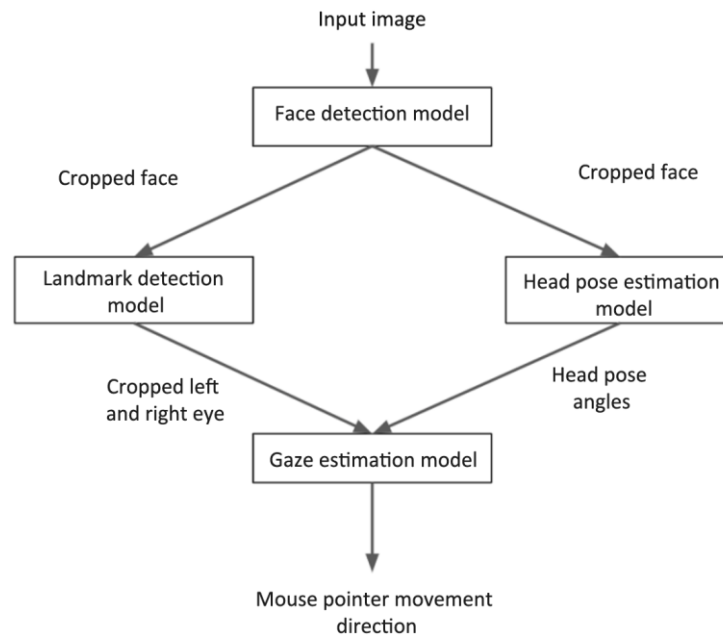 Input image
Face detection model
Cropped face
Cropped face
Landmark detection
model
Head pose estimation
model
Cropped left
and right eye
Head pose
angles
Gaze estimation model
Mouse pointer movement
direction